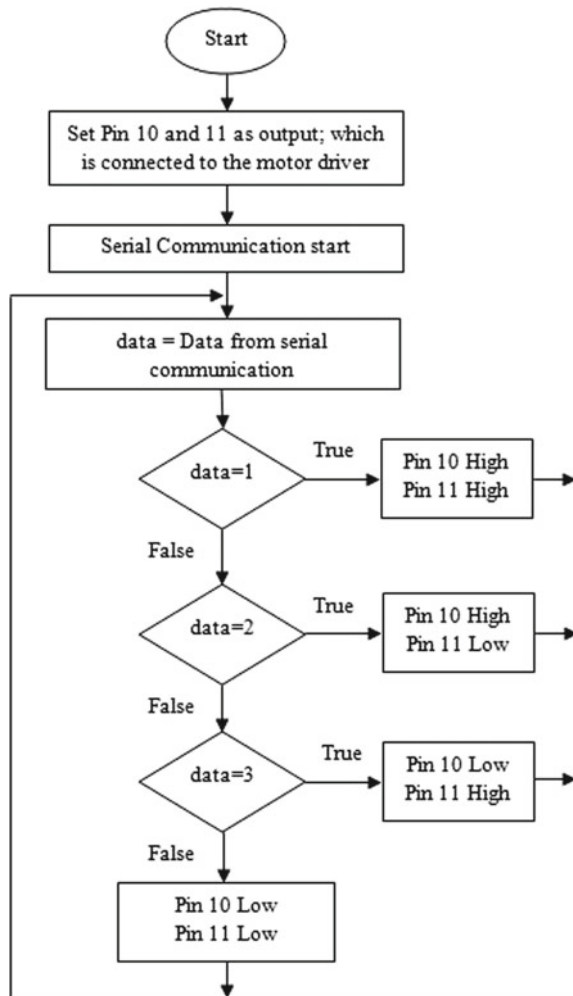 Start
Set Pin 10 and 11 as output; which
is connected to the motor driver
Serial Communication start
data = Data from serial
communication
data=1
True
Pin 10 High
Pin 11 High
False
data=2
True
Pin 10 High
Pin 11 Low
False
data=3
True
Pin 10 Low
Pin 11 High
False
Pin 10 Low
Pin 11 Low